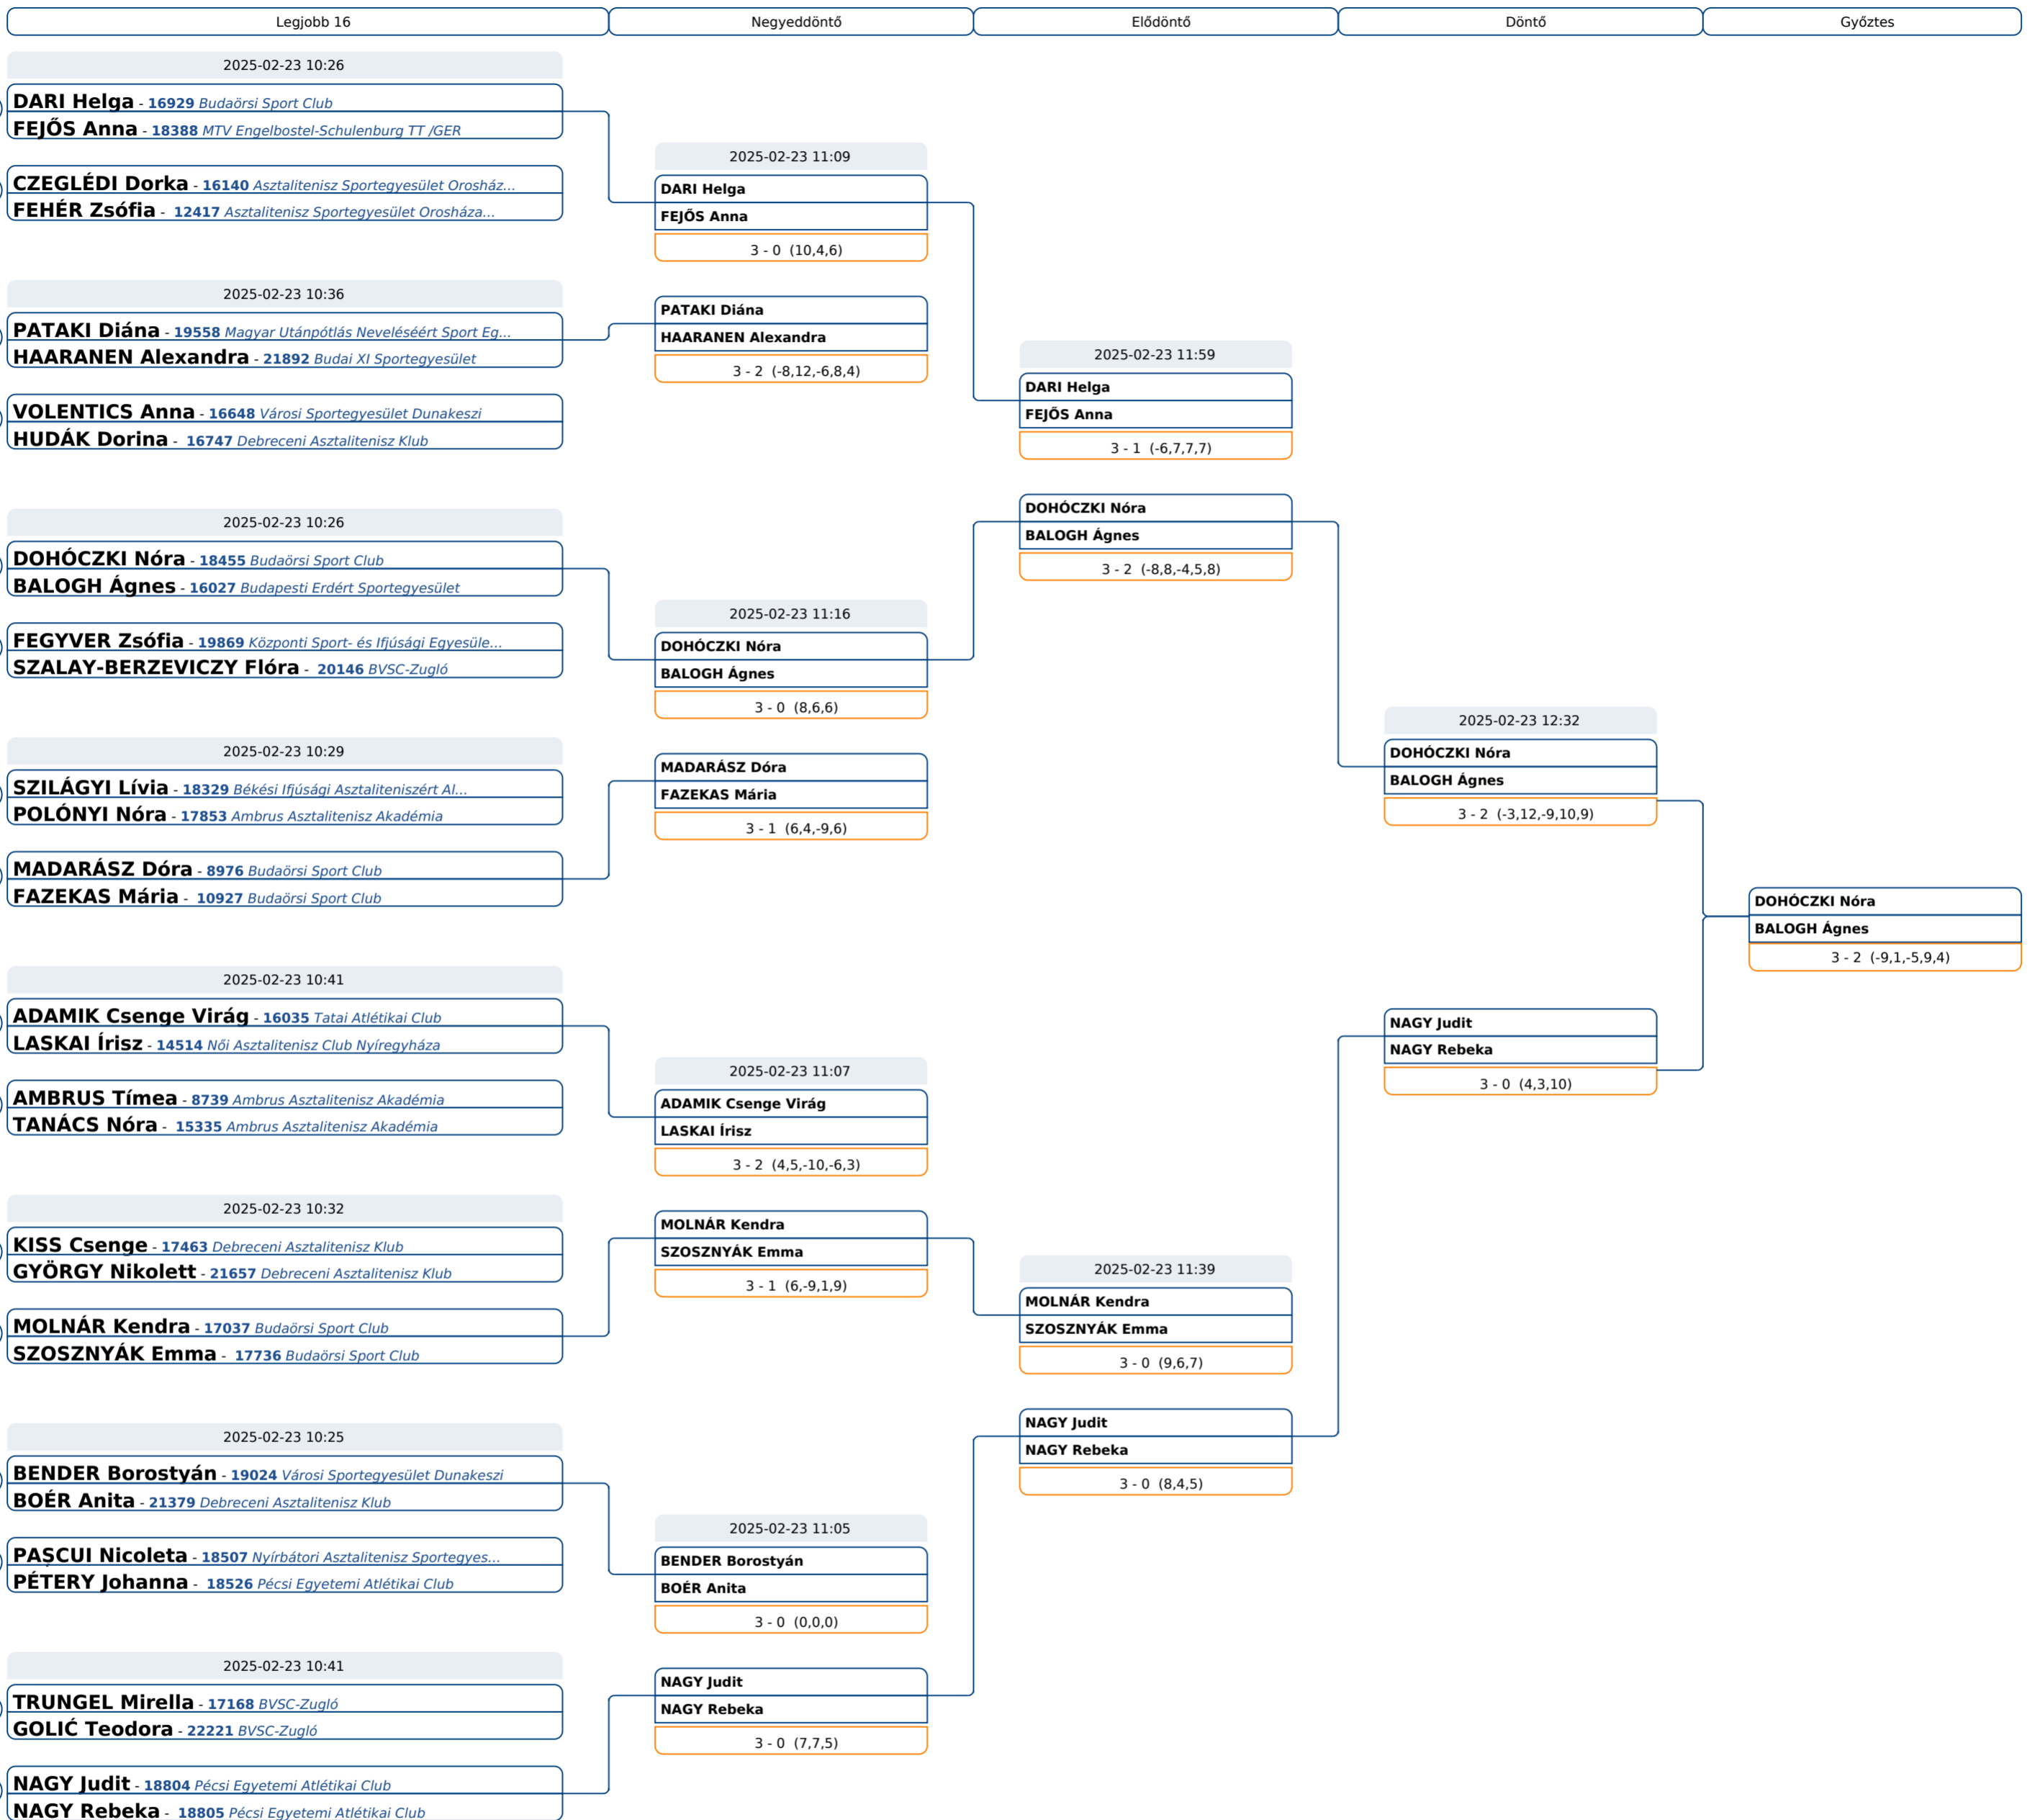 Legjobb 16
Negyeddöntő
Elődöntő
Döntő
Győztes
2025-02-23 10:26
DARI Helga - 16929 Budaörsi Sport Club
FEJŐS Anna - 18388 MTV Engelbostel-Schulenburg TT /GER
CZEGLÉDI Dorka - 16140 Asztalitenisz Sportegyesület Orosház...
FEHÉR Zsófia - 12417 Asztalitenisz Sportegyesület Orosháza...
2025-02-23 10:36
PATAKI Diána - 19558 Magyar Utánpótlás Neveléséért Sport Eg...
HAARANEN Alexandra - 21892 Budai XI Sportegyesület
VOLENTICS Anna - 16648 Városi Sportegyesület Dunakeszi
HUDÁK Dorina - 16747 Debreceni Asztalitenisz Klub
2025-02-23 10:26
DOHÓCZKI Nóra - 18455 Budaörsi Sport Club
BALOGH Ágnes - 16027 Budapesti Erdért Sportegyesület
FEGYVER Zsófia - 19869 Központi Sport- és Ifjúsági Egyesüle...
SZALAY-BERZEVICZY Flóra - 20146 BVSC-Zugló
2025-02-23 10:29
SZILÁGYI Lívia - 18329 Békési Ifjúsági Asztaliteniszért Al...
POLÓNYI Nóra - 17853 Ambrus Asztalitenisz Akadémia
MADARÁSZ Dóra - 8976 Budaörsi Sport Club
FAZEKAS Mária - 10927 Budaörsi Sport Club
2025-02-23 10:41
ADAMIK Csenge Virág - 16035 Tatai Atlétikai Club
LASKAI Írisz - 14514 Női Asztalitenisz Club Nyíregyháza
AMBRUS Tímea - 8739 Ambrus Asztalitenisz Akadémia
TANÁCS Nóra - 15335 Ambrus Asztalitenisz Akadémia
2025-02-23 10:32
KISS Csenge - 17463 Debreceni Asztalitenisz Klub
GYÖRGY Nikolett - 21657 Debreceni Asztalitenisz Klub
MOLNÁR Kendra - 17037 Budaörsi Sport Club
SZOSZNYÁK Emma - 17736 Budaörsi Sport Club
2025-02-23 10:25
BENDER Borostyán - 19024 Városi Sportegyesület Dunakeszi
BOÉR Anita - 21379 Debreceni Asztalitenisz Klub
PAȘCUI Nicoleta - 18507 Nyírbátori Asztalitenisz Sportegyes...
PÉTERY Johanna - 18526 Pécsi Egyetemi Atlétikai Club
2025-02-23 10:41
TRUNGEL Mirella - 17168 BVSC-Zugló
GOLIĆ Teodora - 22221 BVSC-Zugló
NAGY Judit - 18804 Pécsi Egyetemi Atlétikai Club
NAGY Rebeka - 18805 Pécsi Egyetemi Atlétikai Club
2025-02-23 11:09
DARI Helga
FEJŐS Anna
3 - 0 (10,4,6)
PATAKI Diána
HAARANEN Alexandra
3 - 2 (-8,12,-6,8,4)
2025-02-23 11:16
DOHÓCZKI Nóra
BALOGH Ágnes
3 - 0 (8,6,6)
MADARÁSZ Dóra
FAZEKAS Mária
3 - 1 (6,4,-9,6)
2025-02-23 11:07
ADAMIK Csenge Virág
LASKAI Írisz
3 - 2 (4,5,-10,-6,3)
MOLNÁR Kendra
SZOSZNYÁK Emma
3 - 1 (6,-9,1,9)
2025-02-23 11:05
BENDER Borostyán
BOÉR Anita
3 - 0 (0,0,0)
NAGY Judit
NAGY Rebeka
3 - 0 (7,7,5)
2025-02-23 11:59
DARI Helga
FEJŐS Anna
3 - 1 (-6,7,7,7)
DOHÓCZKI Nóra
BALOGH Ágnes
3 - 2 (-8,8,-4,5,8)
2025-02-23 11:39
MOLNÁR Kendra
SZOSZNYÁK Emma
3 - 0 (9,6,7)
NAGY Judit
NAGY Rebeka
3 - 0 (8,4,5)
2025-02-23 12:32
DOHÓCZKI Nóra
BALOGH Ágnes
3 - 2 (-3,12,-9,10,9)
NAGY Judit
NAGY Rebeka
3 - 0 (4,3,10)
DOHÓCZKI Nóra
BALOGH Ágnes
3 - 2 (-9,1,-5,9,4)